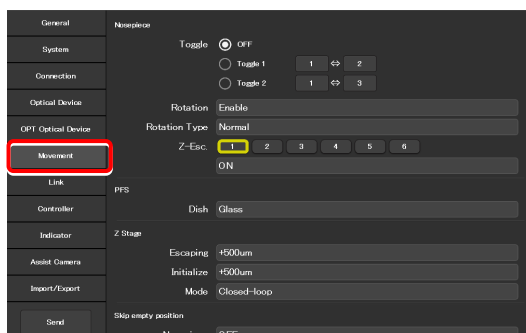 General
System
Connection
Optical Device
OPT Optical Device
Movement
Link
Controller
Indicator
Assist Camera
Import/Export
Send
Nosepiece
Toggle OFF
Toggle 1 1 ⇔ 2
Toggle 2 1 ⇔ 3
Rotation Enable
Rotation Type Normal
Z-Esc. 1 2 3 4 5 6
ON
PFS
Dish Glass
Z Stage
Escaping +500um
Initialize +500um
Mode Closed-loop
Skip empty position